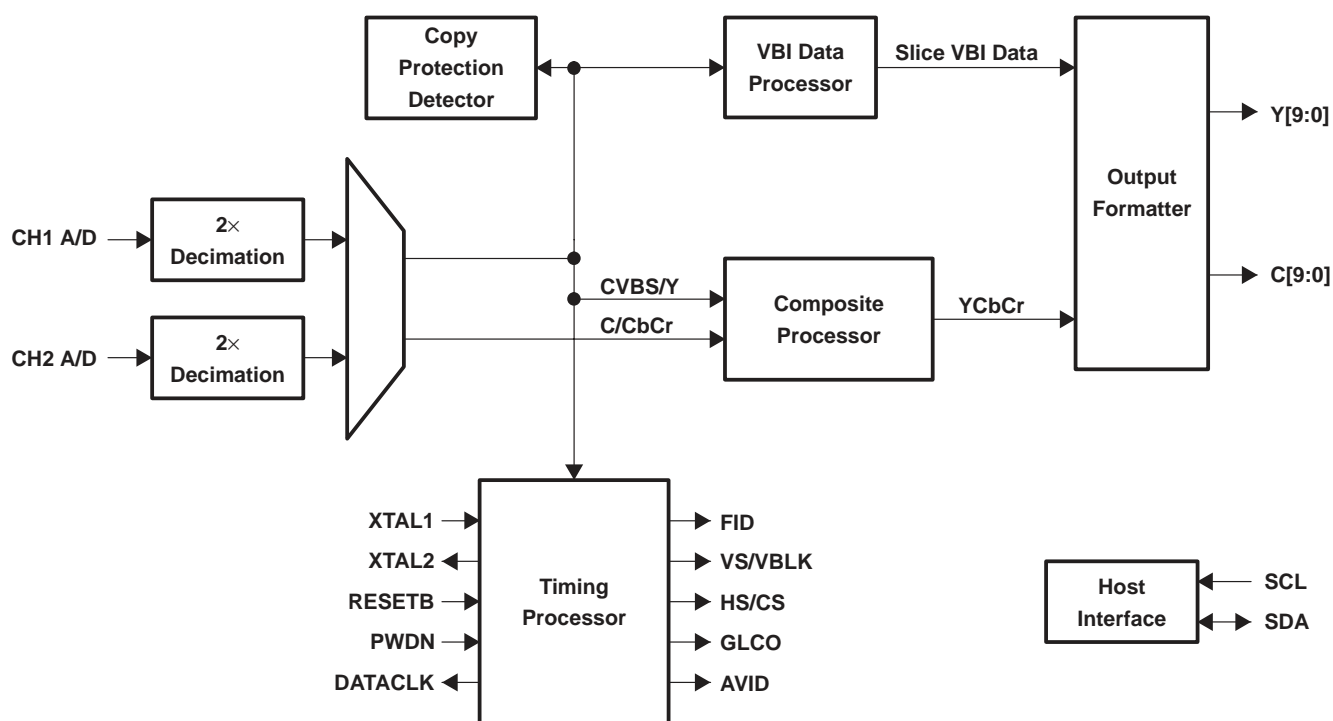 Copy
Protection
Detector
VBI Data
Processor
Slice VBI Data
Output
Formatter
Y[9:0]
C[9:0]
CH1 A/D
2×
Decimation
CH2 A/D
2×
Decimation
CVBS/Y
C/CbCr
Composite
Processor
YCbCr
XTAL1
XTAL2
RESETB
PWDN
DATACLK
Timing
Processor
FID
VS/VBLK
HS/CS
GLCO
AVID
Host
Interface
SCL
SDA